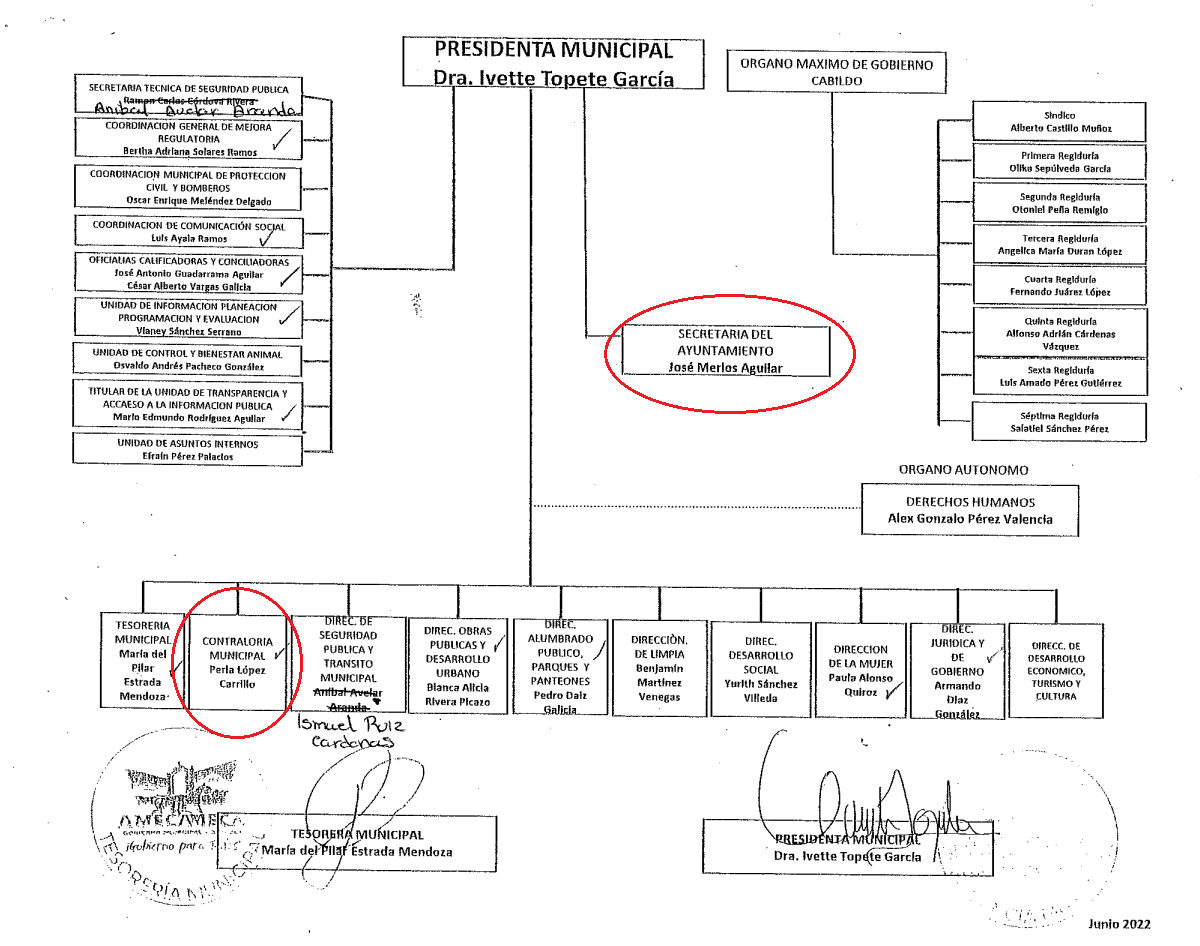 PRESIDENTA MUNICIPAL
Dra. Ivette Topete García
ORGANO MAXIMO DE GOBIERNO
CABILDO
SECRETARIA TECNICA DE SEGURIDAD PUBLICA
Raman Carlos Córdova Rivera
Anibal Avelar Aranda
COORDINACION GENERAL DE MEJORA
REGULATORIA
Bertha Adriana Solares Ramos
COORDINACION MUNICIPAL DE PROTECCION
CIVIL Y BOMBEROS
Oscar Enrique Meléndez Delgado
COORDINACION DE COMUNICACIÓN SOCIAL
Luis Ayala Ramos
OFICIALIAS CALIFICADORAS Y CONCILIADORAS
José Antonio Guadarrama Aguilar
César Alberto Vargas Galicia
UNIDAD DE INFORMACION PLANEACION
PROGRAMACION Y EVALUACION
Vianey Sánchez Serrano
UNIDAD DE CONTROL Y BIENESTAR ANIMAL
Osvaldo Andrés Pacheco González
TITULAR DE LA UNIDAD DE TRANSPARENCIA Y
ACCAESO A LA INFORMACION PUBLICA
Mario Edmundo Rodríguez Aguilar
UNIDAD DE ASUNTOS INTERNOS
Efraín Pérez Palacios
SECRETARIA DEL
AYUNTAMIENTO
José Merlos Aguilar
Síndico
Alberto Castillo Muñoz
Primera Regiduría
Olika Sepúlveda García
Segunda Regiduría
Otoniel Peña Remigio
Tercera Regiduría
Angelica María Duran López
Cuarta Regiduría
Fernando Juárez López
Quinta Regiduría
Alfonso Adrián Cárdenas
Vázquez
Sexta Regiduría
Luis Amado Pérez Gutiérrez
Séptima Regiduría
Salatiel Sánchez Pérez
ORGANO AUTONOMO
DERECHOS HUMANOS
Alex Gonzalo Pérez Valencia
TESORERIA
MUNICIPAL
María del
Pilar
Estrada
Mendoza
CONTRALORIA
MUNICIPAL
Perla López
Carrillo
DIREC. DE
SEGURIDAD
PUBLICA Y
TRANSITO
MUNICIPAL
Anibal Avelar
Aranda
Ismael Ruiz
Cardenas
DIREC. OBRAS
PUBLICAS Y
DESARROLLO
URBANO
Blanca Alicia
Rivera Picazo
DIREC.
ALUMBRADO
PUBLICO,
PARQUES Y
PANTEONES
Pedro Daiz
Galicia
DIRECCIÒN.
DE LIMPIA
Benjamín
Martínez
Venegas
DIREC.
DESARROLLO
SOCIAL
Yurith Sánchez
Villeda
DIRECCION
DE LA MUJER
Paula Alonso
Quiroz
DIREC.
JURIDICA Y
DE
GOBIERNO
Armando
Díaz
González
DIRECC. DE
DESARROLLO
ECONOMICO,
TURISMO Y
CULTURA
AMECAMECA
¡Gobierno para
TESORERÍA MUNICIPAL
TESORERA MUNICIPAL
María del Pilar Estrada Mendoza
PRESIDENTA MUNICIPAL
Dra. Ivette Topete García
Junio 2022